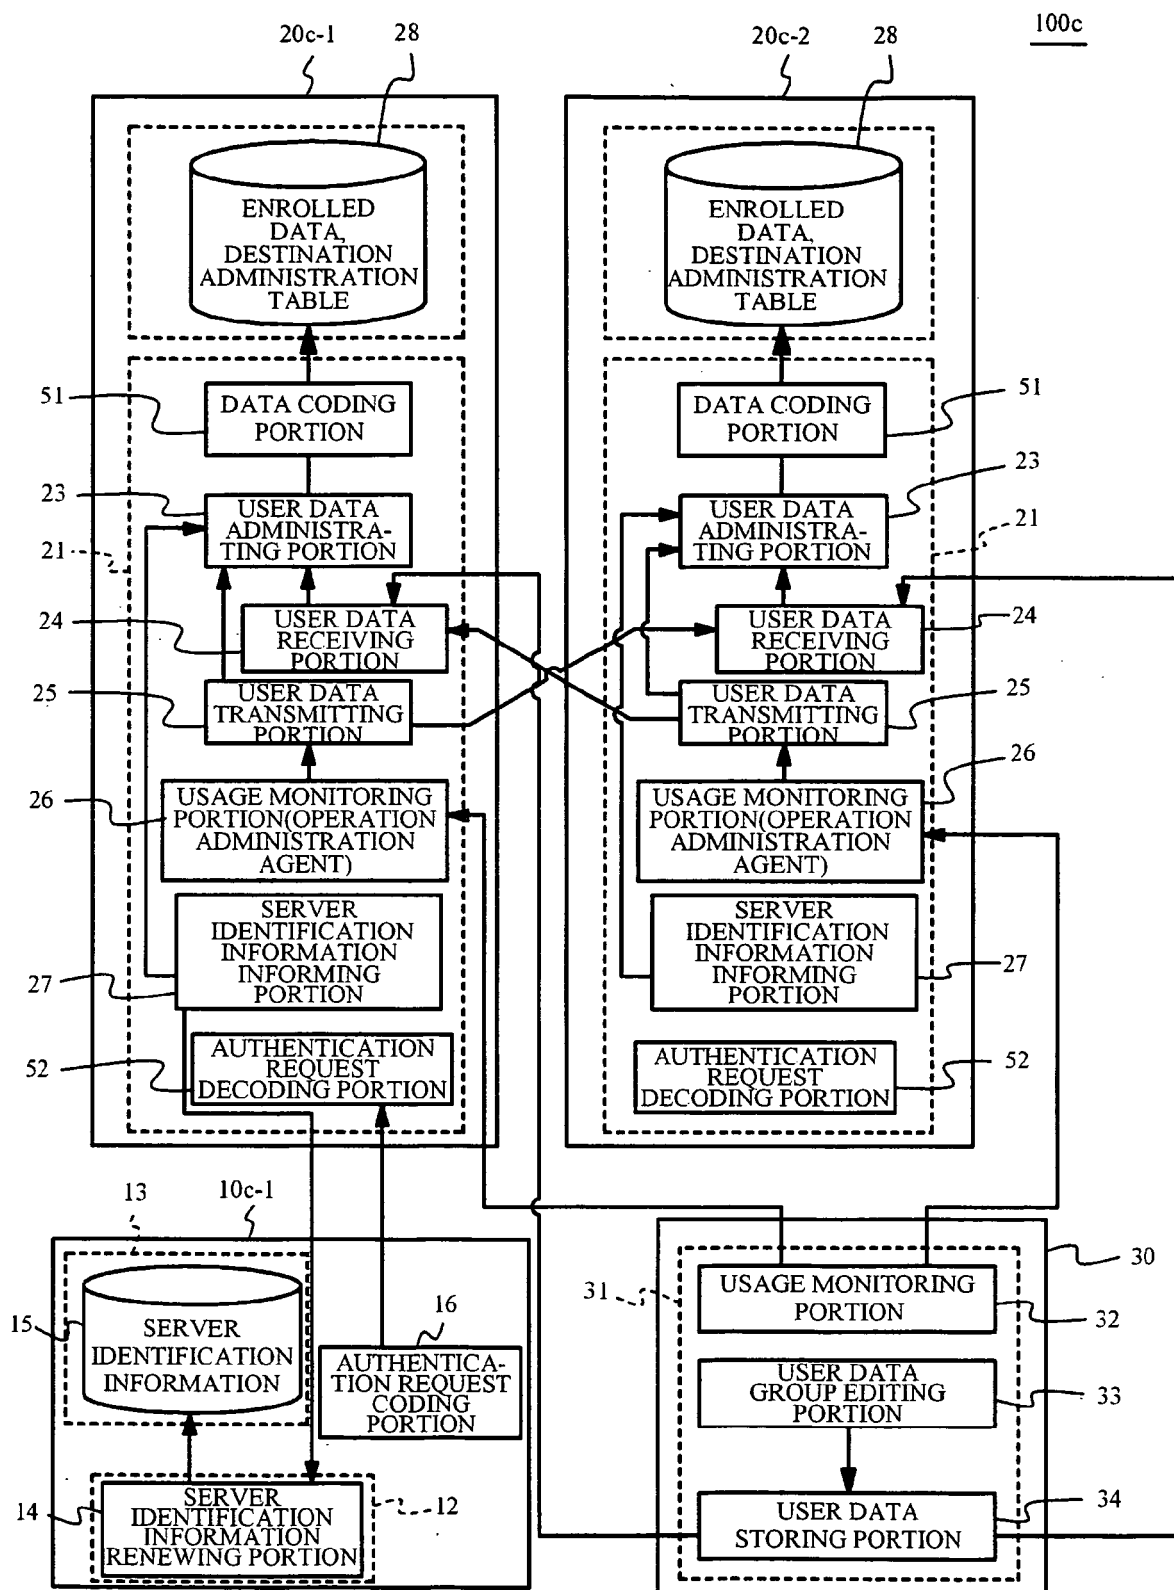 100c
20c-1
28
20c-2
28
ENROLLED
DATA,
DESTINATION
ADMINISTRATION
TABLE
ENROLLED
DATA,
DESTINATION
ADMINISTRATION
TABLE
51
DATA CODING
PORTION
DATA CODING
PORTION
51
23
USER DATA
ADMINISTRA-
TING PORTION
USER DATA
ADMINISTRA-
TING PORTION
23
21
21
24
USER DATA
RECEIVING
PORTION
USER DATA
RECEIVING
PORTION
24
25
USER DATA
TRANSMITTING
PORTION
USER DATA
TRANSMITTING
PORTION
25
26
USAGE MONITORING
PORTION(OPERATION
ADMINISTRATION
AGENT)
USAGE MONITORING
PORTION(OPERATION
ADMINISTRATION
AGENT)
26
27
SERVER
IDENTIFICATION
INFORMATION
INFORMING
PORTION
SERVER
IDENTIFICATION
INFORMATION
INFORMING
PORTION
27
52
AUTHENTICATION
REQUEST
DECODING PORTION
AUTHENTICATION
REQUEST
DECODING PORTION
52
10c-1
13
15
SERVER
IDENTIFICATION
INFORMATION
16
AUTHENTICA-
TION REQUEST
CODING
PORTION
14
SERVER
IDENTIFICATION
INFORMATION
RENEWING PORTION
12
30
31
USAGE MONITORING
PORTION
32
USER DATA
GROUP EDITING
PORTION
33
USER DATA
STORING PORTION
34